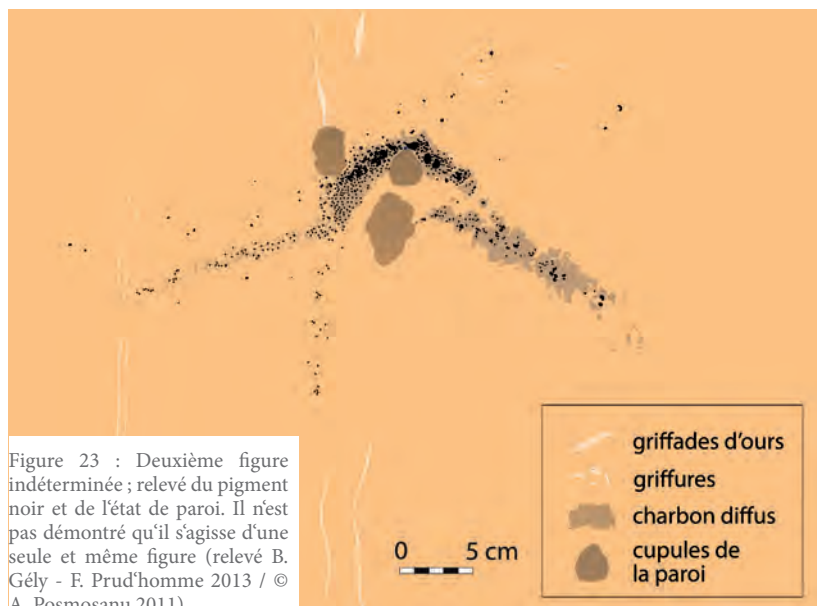 griffades d'ours
griffures
charbon diffus
cupules de
la paroi
0 5 cm
Figure 23 : Deuxième figure
indéterminée ; relevé du pigment
noir et de l'état de paroi. Il n'est
pas démontré qu'il s'agisse d'une
seule et même figure (relevé B.
Gély - F. Prud'homme 2013 / ©
A. Posmosanu 2011)